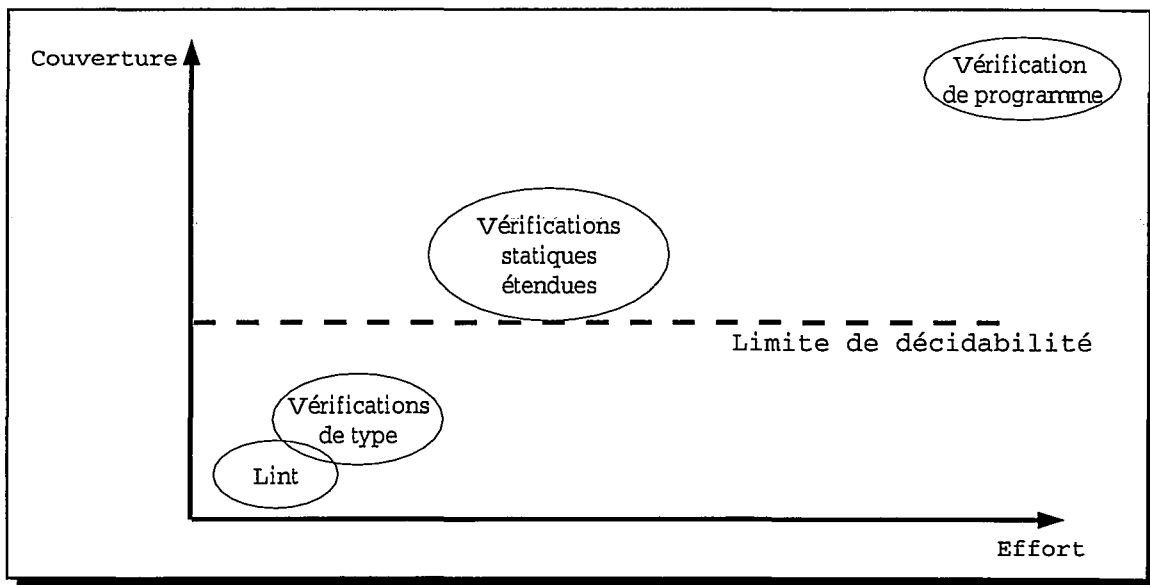 Couverture
Vérification
de programme
Vérifications
statiques
étendues
Limite de décidabilité
Vérifications
de type
Lint
Effort